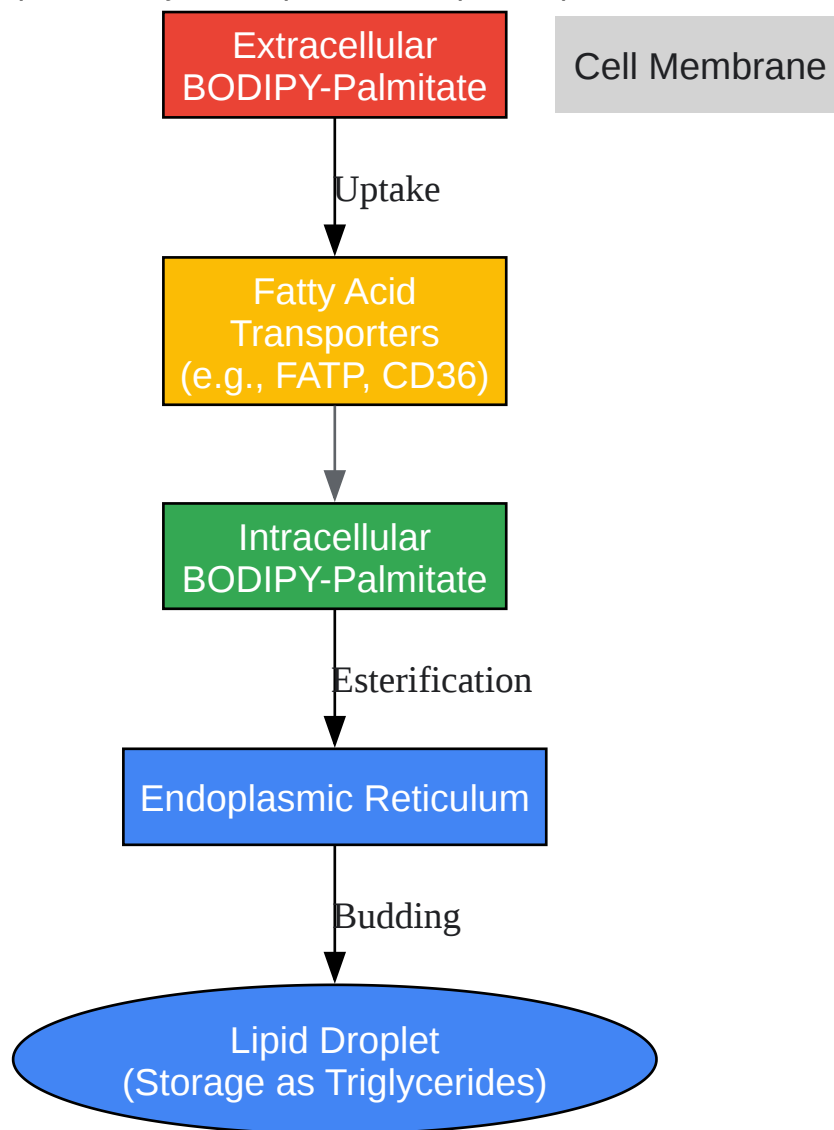 Extracellular
BODIPY-Palmitate
Cell Membrane
Uptake
Fatty Acid
Transporters
(e.g., FATP, CD36)
Intracellular
BODIPY-Palmitate
Esterification
Endoplasmic Reticulum
Budding
Lipid Droplet
(Storage as Triglycerides)